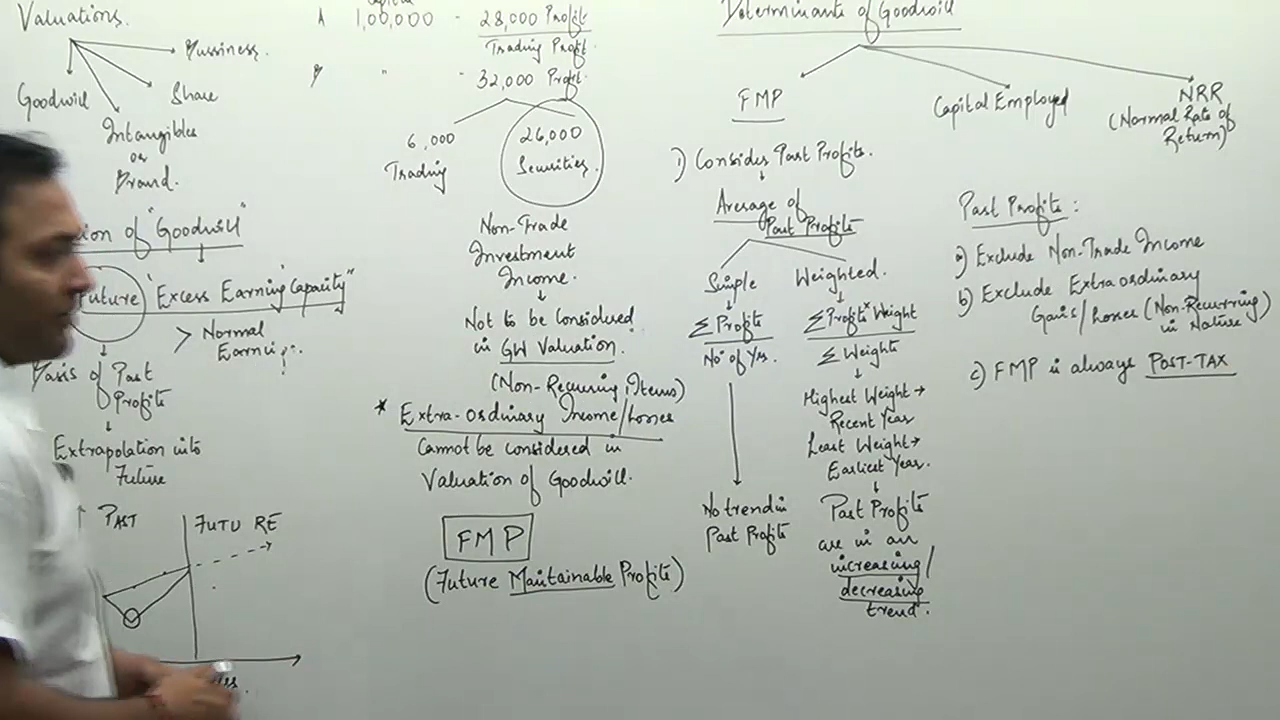 Valuations.
Bussiness.
Goodwill
Share
Intangibles
or
Brand.
ion of "Goodwill"
Future "Excess Earning Capacity"
> Normal
Earning.
Basis of Past
Profits
Extrapolation into
Future
PAST
FUTURE
Capital
A 1,00,000 - 28,000 Profit
Trading Profit.
B " - 32,000 Profit.
6,000
Trading
26,000
Securities.
Non-Trade
Investment
Income.
Not to be Considered
in GW Valuation.
(Non-Recurring Items)
* Extra-ordinary Income/Losses
Cannot be considered in
Valuation of Goodwill.
FMP
(Future Maintainable Profits)
Determinants of Goodwill
FMP
Capital Employed
NRR
(Normal Rate of
Return)
1) Consider Past Profits.
Average of
Past Profits
Simple
Σ Profits
No of Yrs.
No trend in
Past Profits
Weighted.
Σ Profits x Weight
Σ Weights
Highest Weight →
Recent Year
Least Weight →
Earliest Year.
Past Profits
are in an
increasing/
decreasing
trend.
Past Profits:
a) Exclude Non-Trade Income
b) Exclude Extraordinary
Gains/Losses (Non-Recurring)
in Nature
c) FMP is always POST-TAX